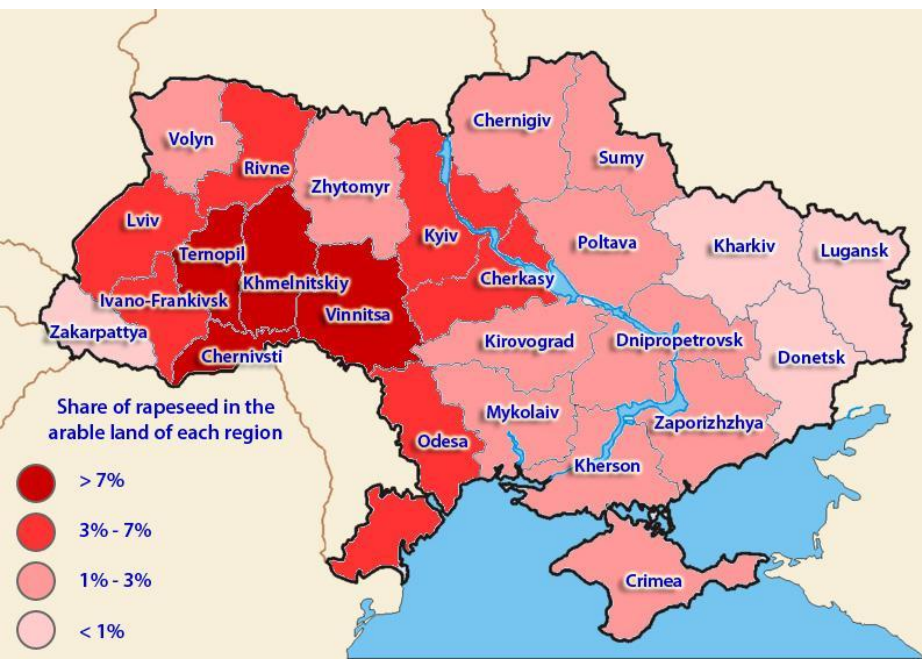 Chernigiv
Volyn
Sumy
Rivne
Zhytomyr
Lviv
Kyiv
Poltava
Kharkiv
Lugansk
Ternopil
Cherkasy
Khmelnitskiy
Ivano-Frankivsk
Vinnitsa
Zakarpattya
Kirovograd
Dnipropetrovsk
Chernivsti
Donetsk
Share of rapeseed in the
arable land of each region
Mykolaiv
Zaporizhzhya
Odesa
Kherson
> 7%
3% - 7%
1% - 3%
Crimea
< 1%